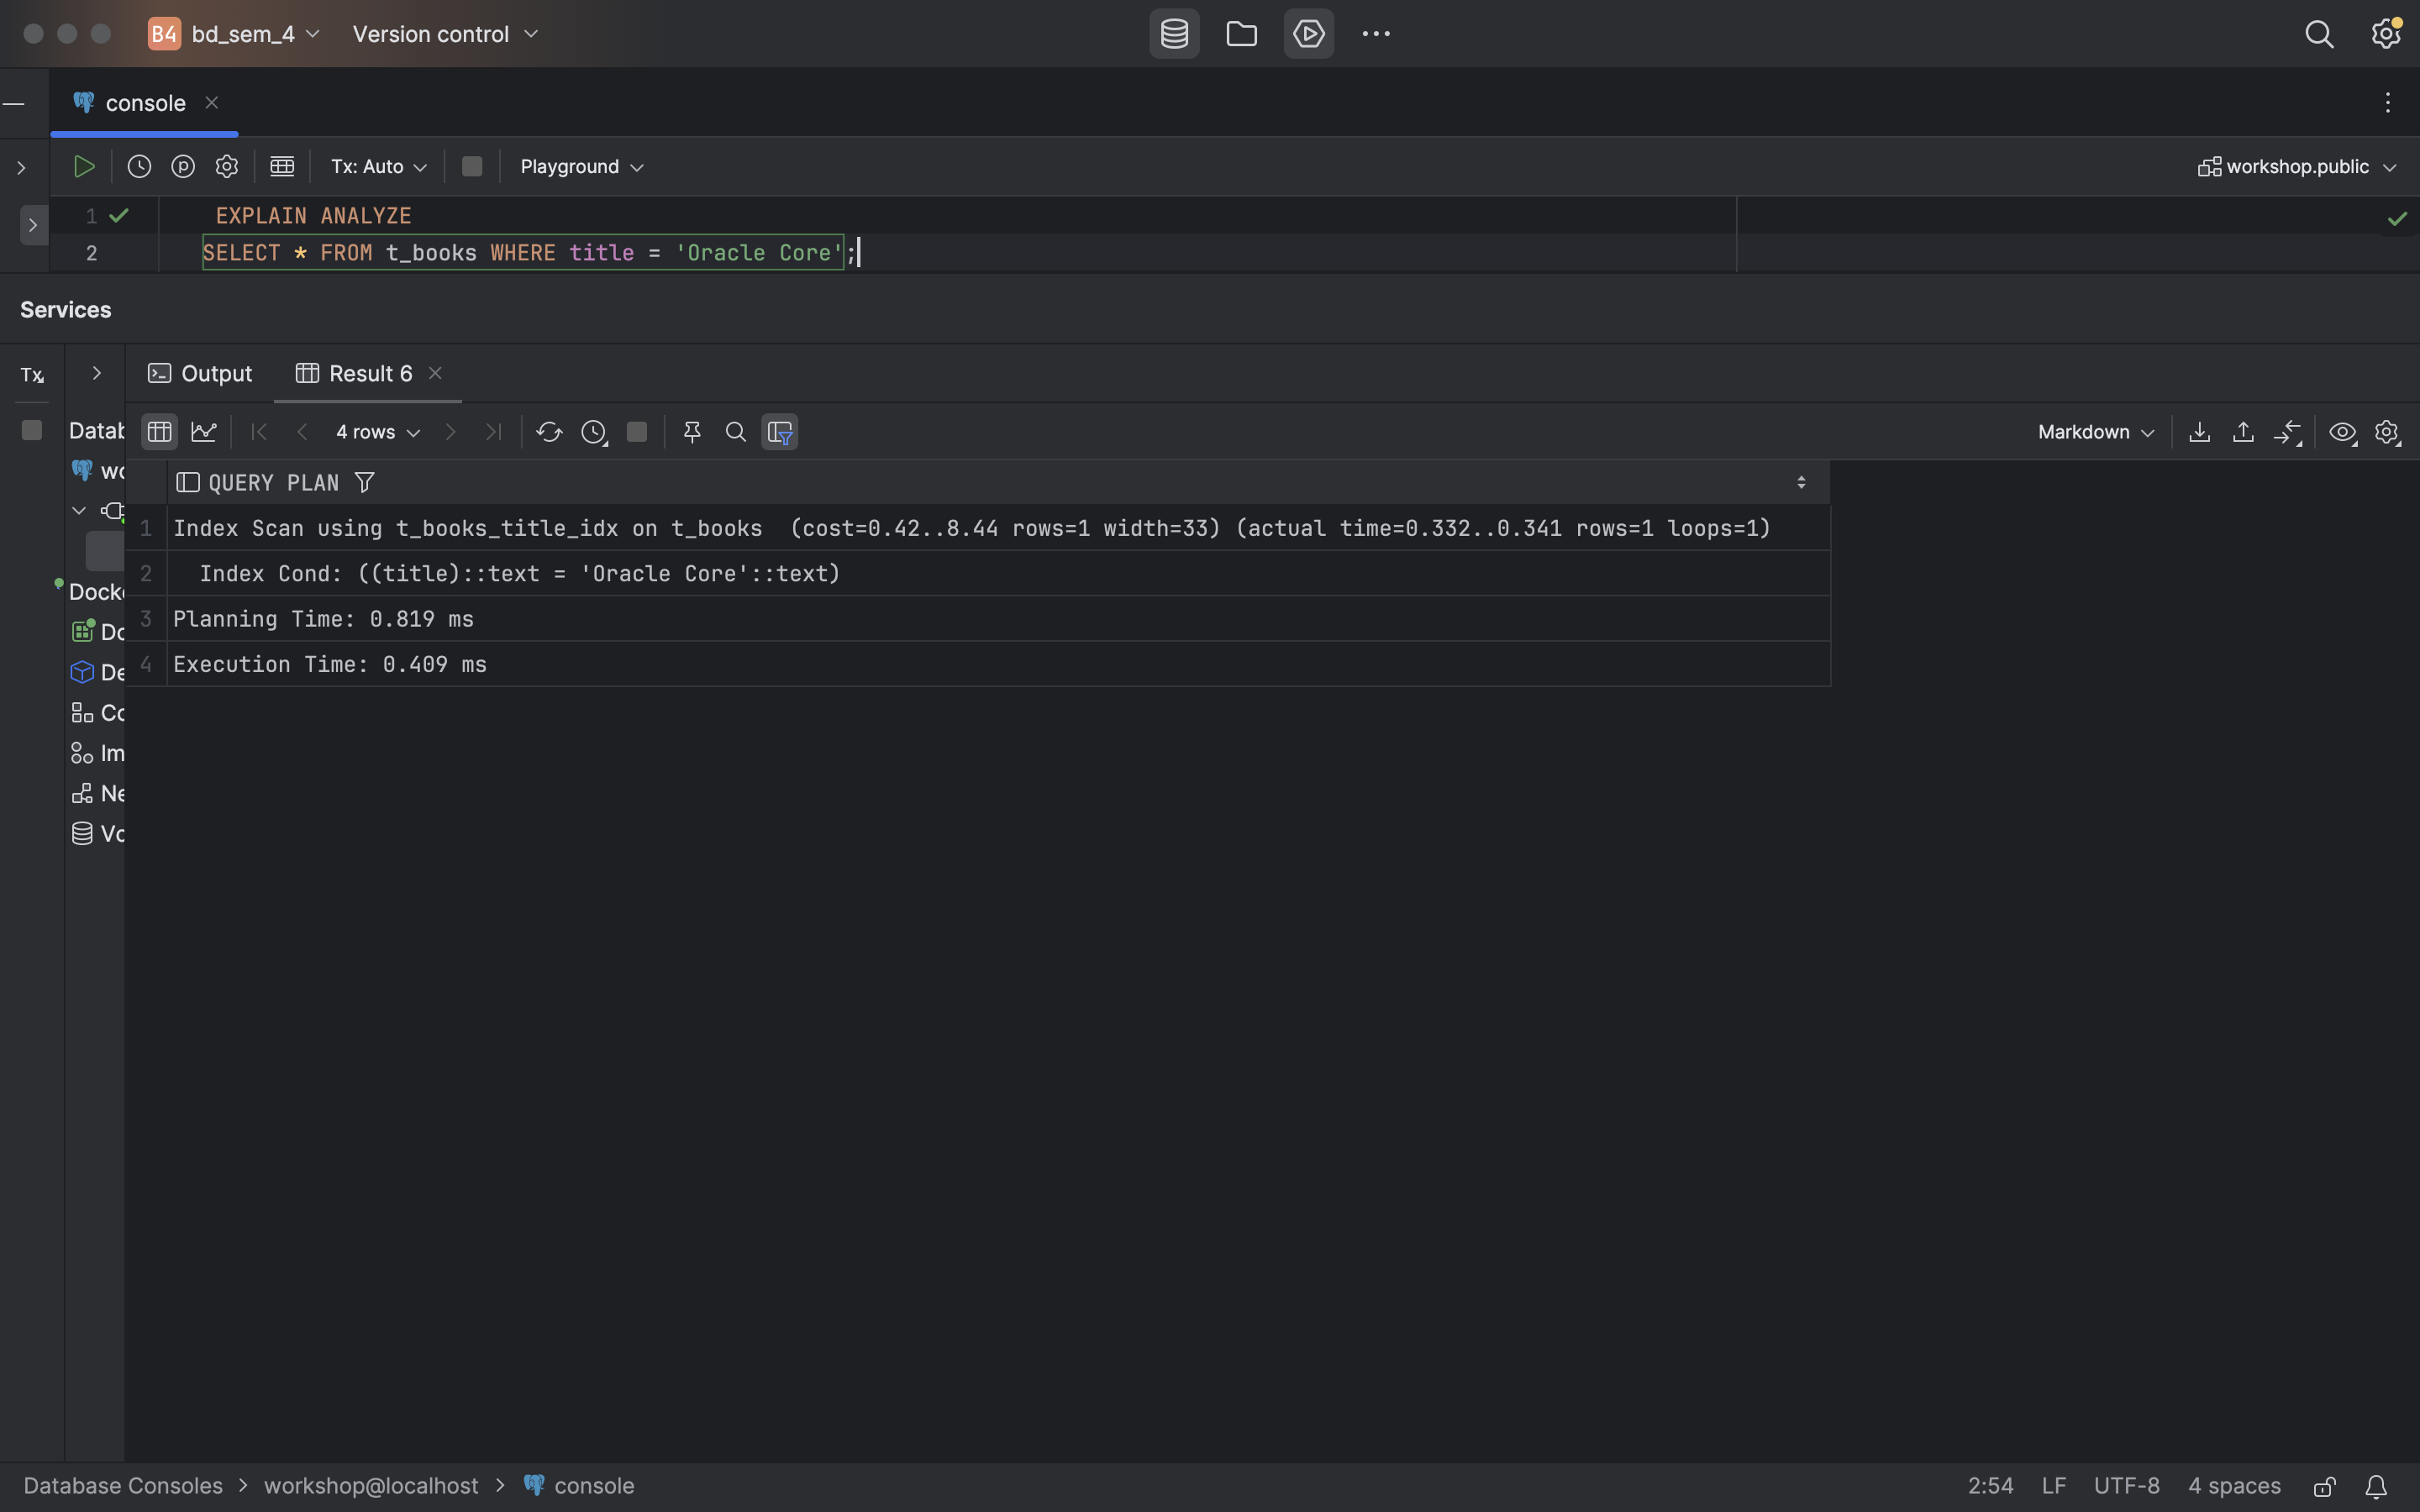 B4 bd_sem_4 Version control
console
Tx: Auto Playground workshop.public
1 EXPLAIN ANALYZE
2 SELECT * FROM t_books WHERE title = 'Oracle Core';
Services
Tx Output Result 6
4 rows Markdown
QUERY PLAN
1 Index Scan using t_books_title_idx on t_books  (cost=0.42..8.44 rows=1 width=33) (actual time=0.332..0.341 rows=1 loops=1)
2   Index Cond: ((title)::text = 'Oracle Core'::text)
3 Planning Time: 0.819 ms
4 Execution Time: 0.409 ms
Datab
wo
Docke
Do
De
Co
Im
Ne
Vo
Database Consoles > workshop@localhost > console 2:54 LF UTF-8 4 spaces